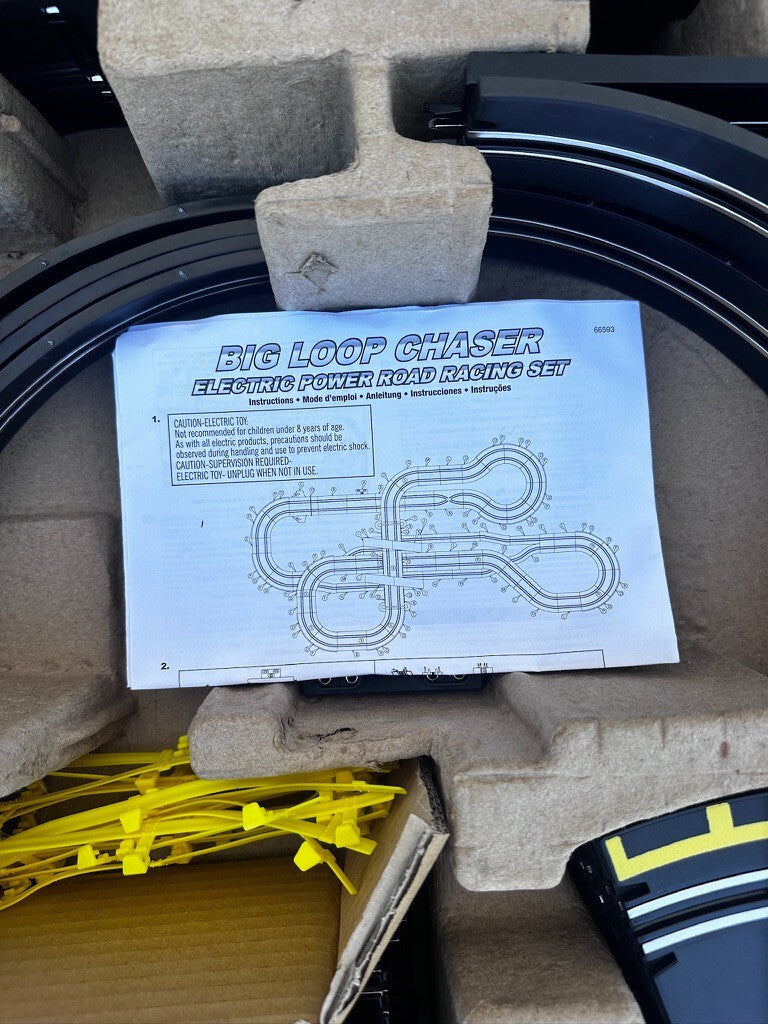 66593
BIG LOOP CHASER
ELECTRIC POWER ROAD RACING SET
Instructions • Mode d'emploi • Anleitung • Instrucciones • Instruções
1.
CAUTION-ELECTRIC TOY:
Not recommended for children under 8 years of age.
As with all electric products, precautions should be
observed during handling and use to prevent electric shock.
CAUTION-SUPERVISION REQUIRED-
ELECTRIC TOY- UNPLUG WHEN NOT IN USE.
2.